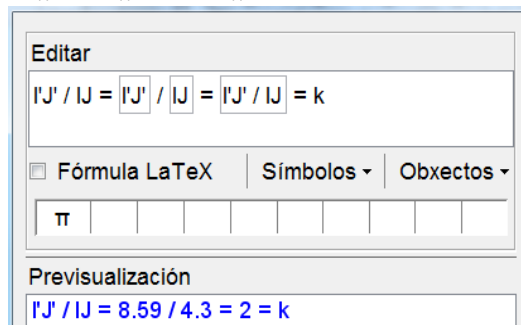 Editar
I'J' / IJ = I'J' / IJ = I'J' / IJ = k
Fórmula LaTeX Símbolos Obxectos
π
Previsualización
I'J' / IJ = 8.59 / 4.3 = 2 = k